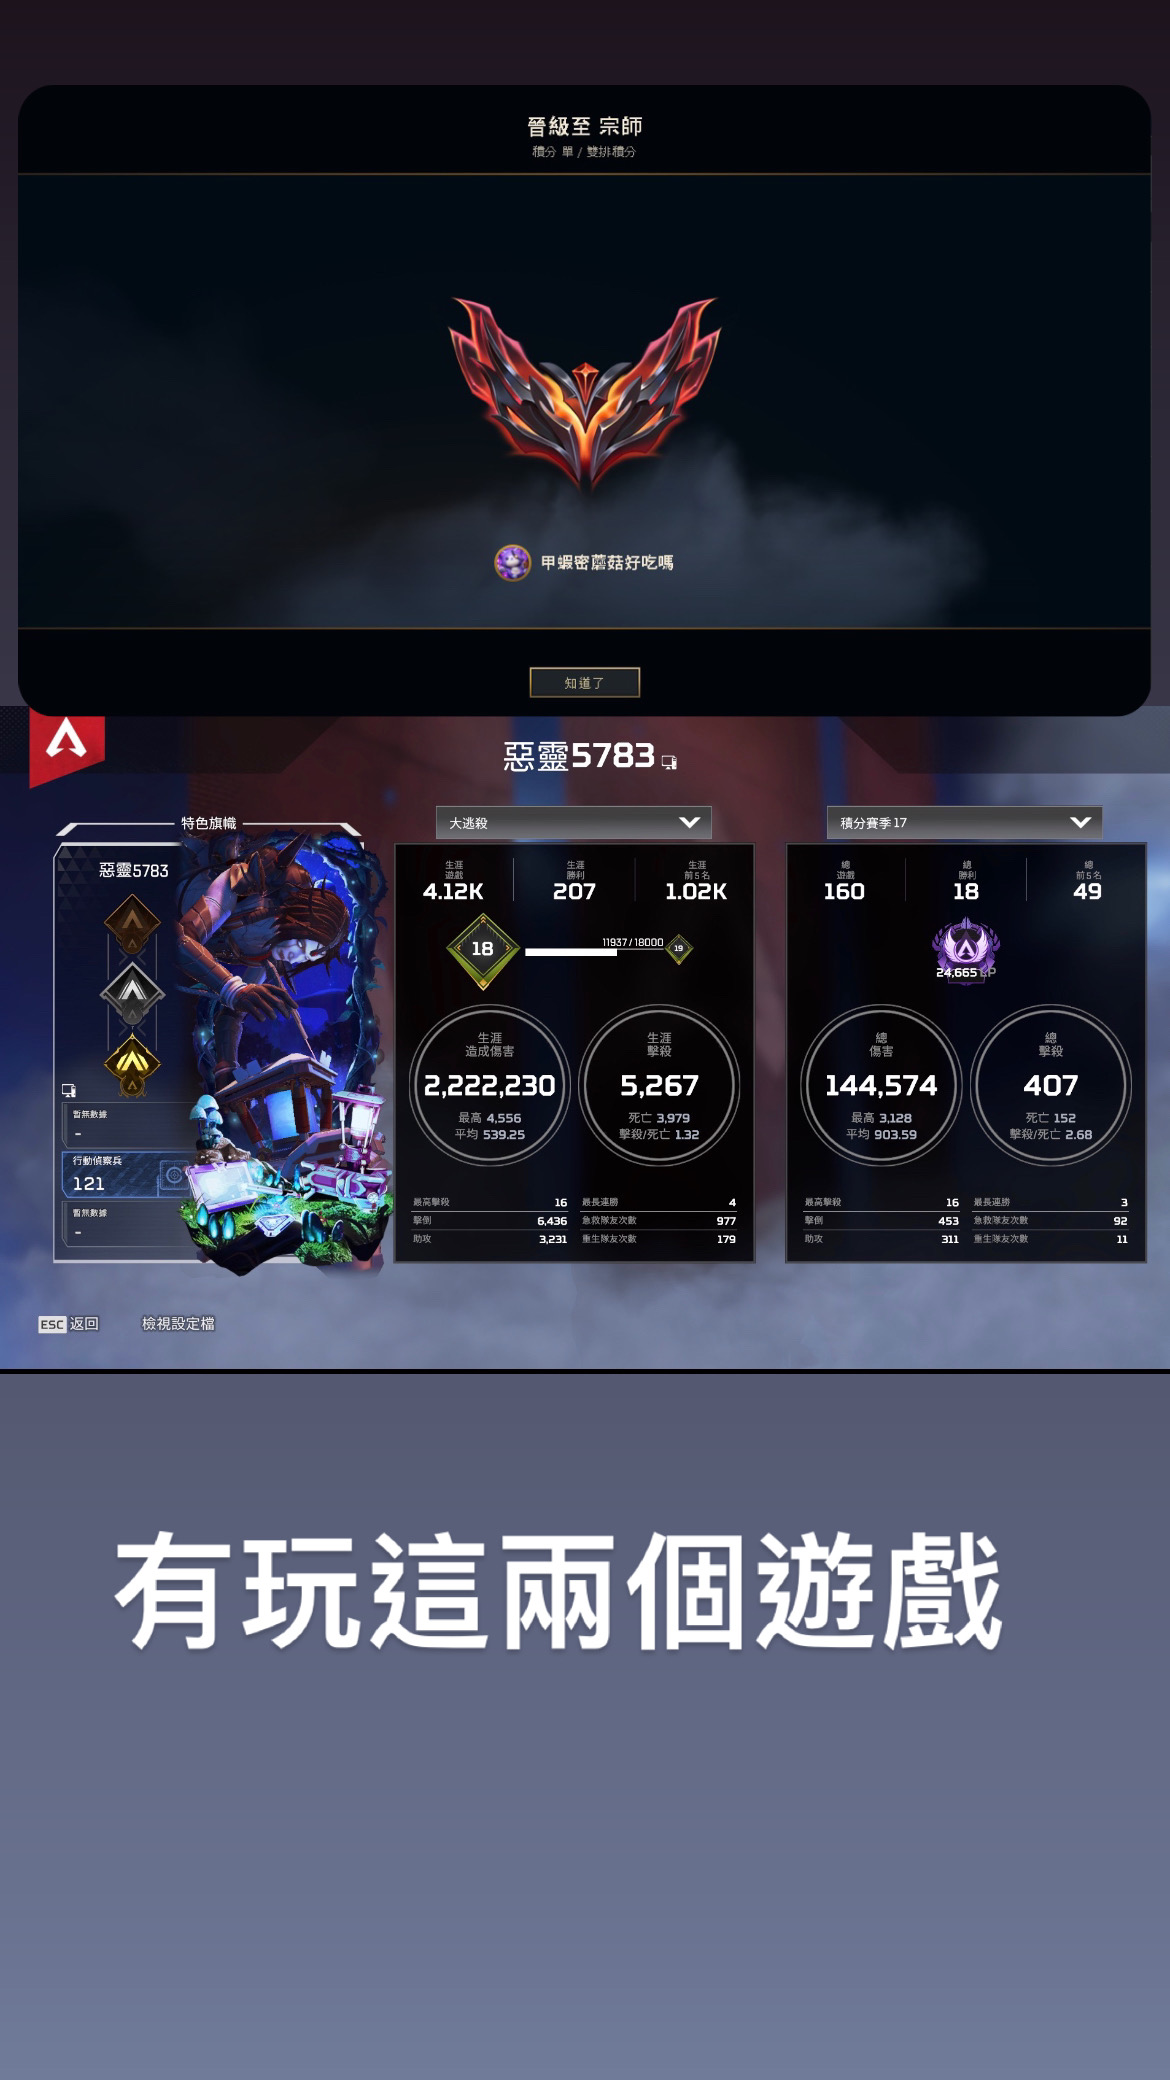 晉級至 宗師
積分 單 / 雙排積分
甲蝦密蘑菇好吃嗎
知道了
惡靈5783
特色旗幟
惡靈5783
暫無數據
-
行動偵察兵
121
暫無數據
-
大逃殺
生涯 遊戲 生涯 勝利 生涯 前5名
4.12K 207 1.02K
18 11937/18000 19
生涯 造成傷害
2,222,230
最高 4,556
平均 539.25
生涯 擊殺
5,267
死亡 3,979
擊殺/死亡 1.32
最高擊殺 16 最長連勝 4
擊倒 6,436 急救隊友次數 977
助攻 3,231 重生隊友次數 179
積分賽季 17
總 遊戲 總 勝利 總 前5名
160 18 49
24,665 LP
總 傷害
144,574
最高 3,128
平均 903.59
總 擊殺
407
死亡 152
擊殺/死亡 2.68
最高擊殺 16 最長連勝 3
擊倒 453 急救隊友次數 92
助攻 311 重生隊友次數 11
ESC 返回 檢視設定檔
有玩這兩個遊戲